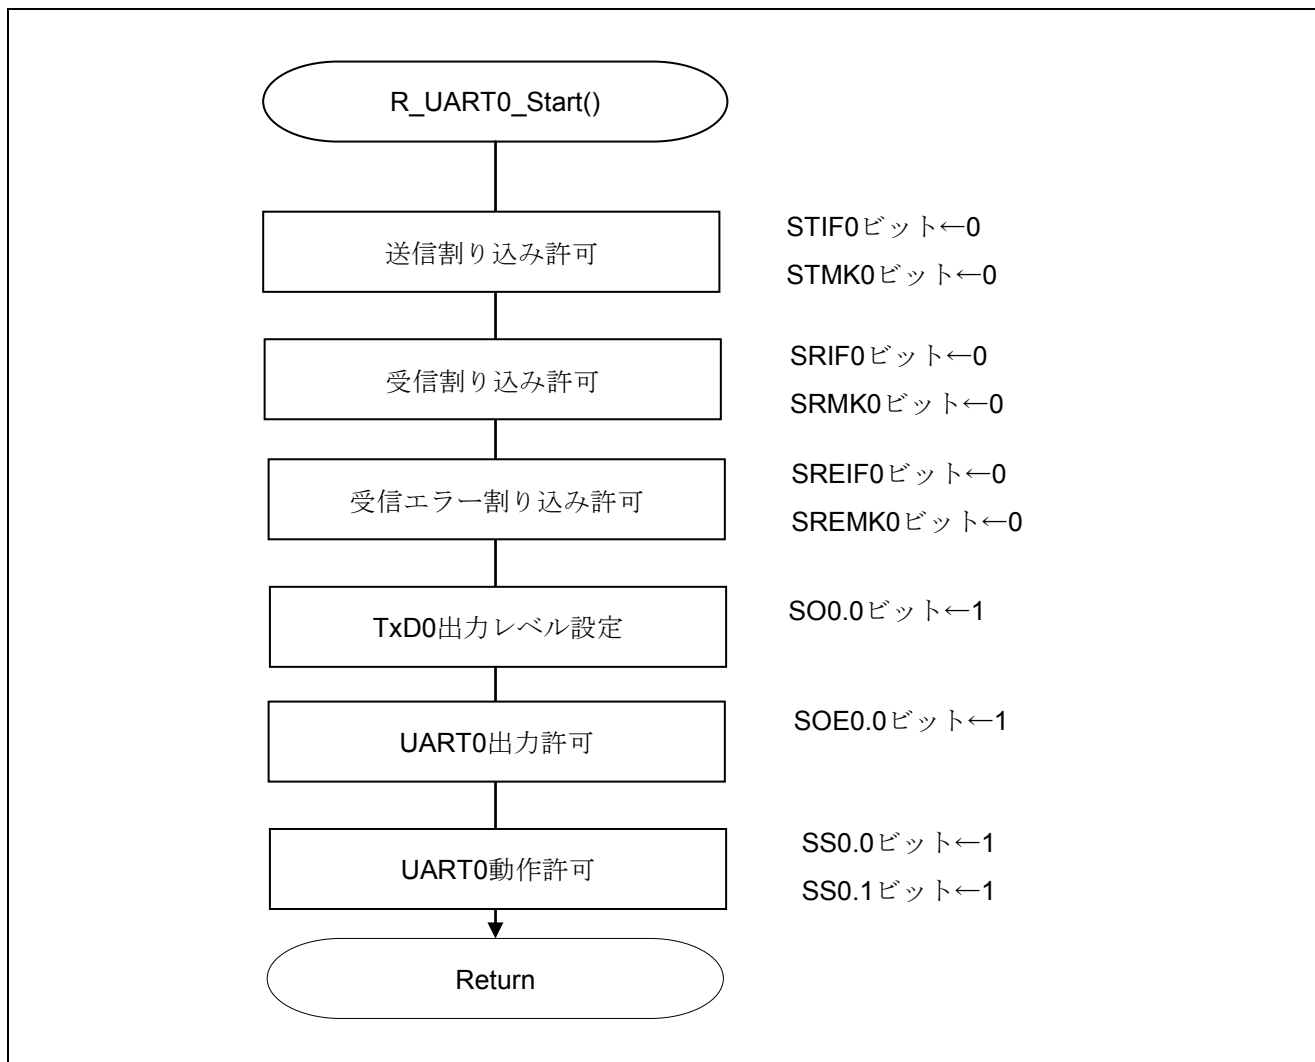 R_UART0_Start()
送信割り込み許可
STIF0ビット←0
STMK0ビット←0
受信割り込み許可
SRIF0ビット←0
SRMK0ビット←0
受信エラー割り込み許可
SREIF0ビット←0
SREMK0ビット←0
TxD0出力レベル設定
SO0.0ビット←1
UART0出力許可
SOE0.0ビット←1
UART0動作許可
SS0.0ビット←1
SS0.1ビット←1
Return